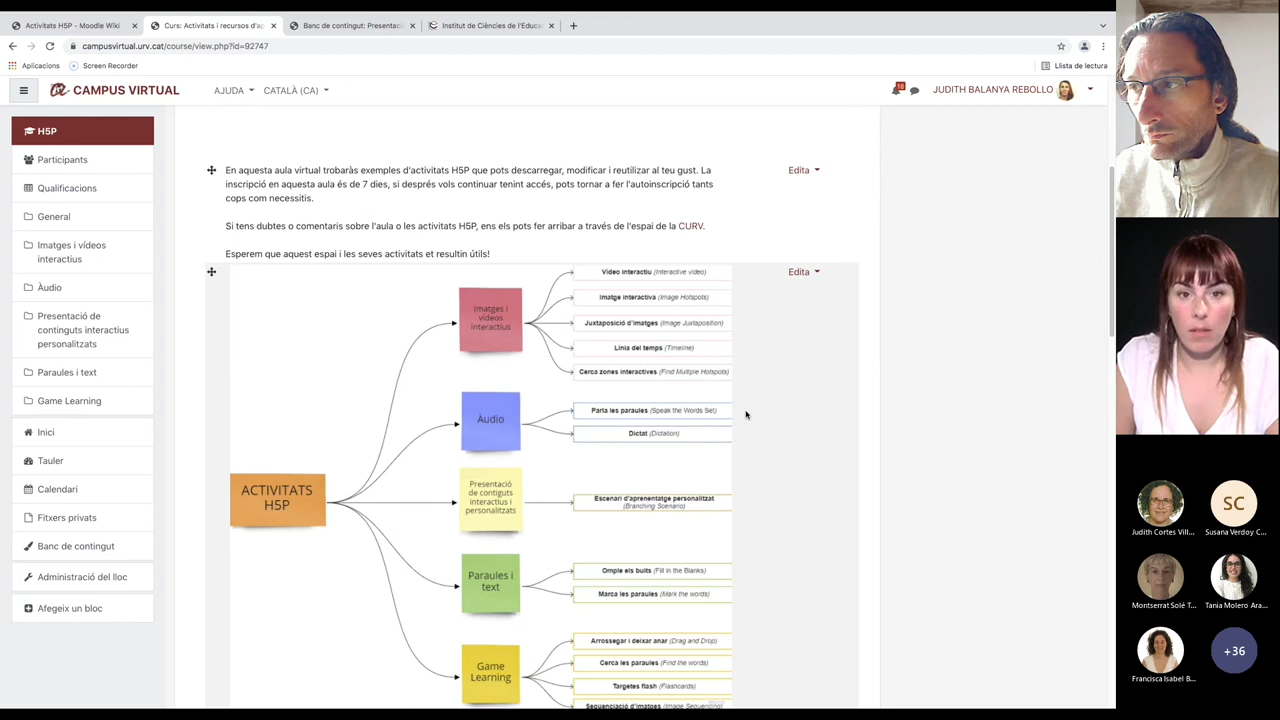 Activitats H5P - Moodle Wiki
Curs: Activitats i recursos d'ap
Banc de contingut: Presentaci
Institut de Ciències de l'Educa
campusvirtual.urv.cat/course/view.php?id=92747
Aplicacions
Screen Recorder
Llista de lectura
CAMPUS VIRTUAL
AJUDA
CATALÀ (CA)
18
JUDITH BALANYA REBOLLO
H5P
Participants
Qualificacions
General
Imatges i vídeos
interactius
Àudio
Presentació de
continguts interactius
personalitzats
Paraules i text
Game Learning
Inici
Tauler
Calendari
Fitxers privats
Banc de contingut
Administració del lloc
Afegeix un bloc
En aquesta aula virtual trobaràs exemples d'activitats H5P que pots descarregar, modificar i reutilizar al teu gust. La
inscripció en aquesta aula és de 7 dies, si després vols continuar tenint accés, pots tornar a fer l'autoinscripció tants
cops com necessitis.
Si tens dubtes o comentaris sobre l'aula o les activitats H5P, ens els pots fer arribar a través de l'espai de la CURV.
Esperem que aquest espai i les seves activitats et resultin útils!
Edita
Edita
ACTIVITATS
H5P
Imatges i
vídeos
interactius
Vídeo interactiu (Interactive video)
Imatge interactiva (Image Hotspots)
Juxtaposició d'imatges (Image Juxtaposition)
Línia del temps (Timeline)
Cerca zones interactives (Find Multiple Hotspots)
Àudio
Parla les paraules (Speak the Words Set)
Dictat (Dictation)
Presentació
de contiguts
interactius i
personalitzats
Escenari d'aprenentatge personalitzat
(Branching Scenario)
Paraules i
text
Omple els buits (Fill in the Blanks)
Marca les paraules (Mark the words)
Game
Learning
Arrossegar i deixar anar (Drag and Drop)
Cerca les paraules (Find the words)
Targetes flash (Flashcards)
Seqüenciació d'imatges (Image Sequencing)
Judith Cortes Vill...
SC
Susana Verdoy C...
Montserrat Solé T...
Tania Molero Ara...
Francisca Isabel B...
+36